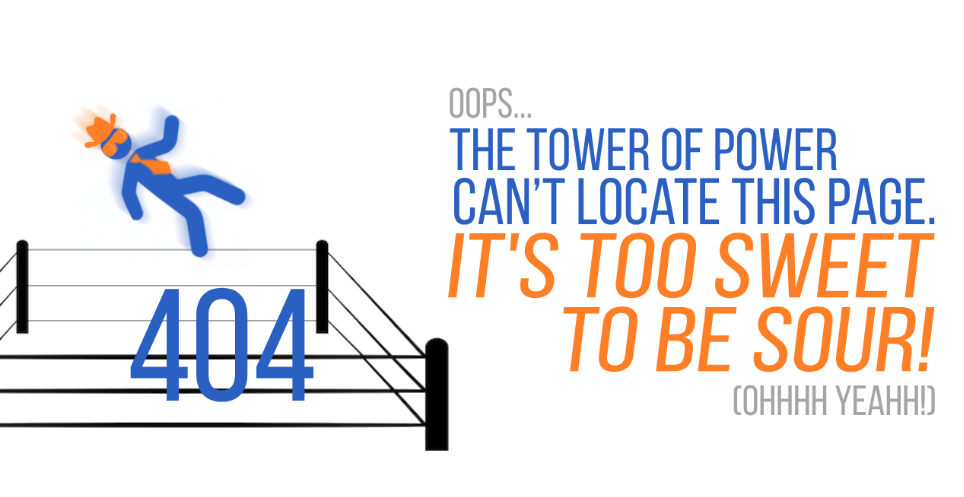 OOPS...
THE TOWER OF POWER
CAN’T LOCATE THIS PAGE.
IT'S TOO SWEET
TO BE SOUR!
(OHHHH YEAHH!)
404